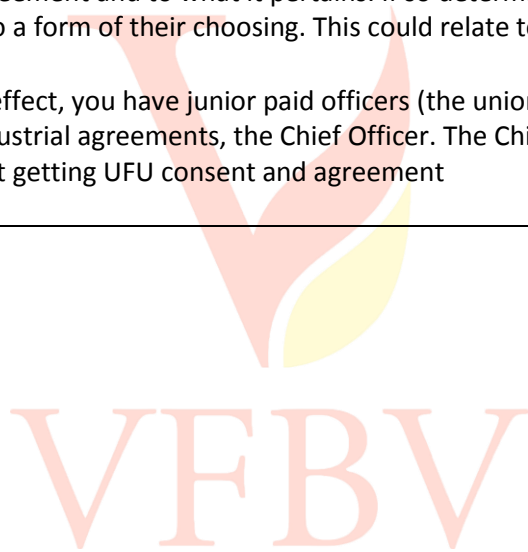 eement and to what it pertains. If so determ
o a form of their choosing. This could relate to
effect, you have junior paid officers (the union
ustrial agreements, the Chief Officer. The Chi
t getting UFU consent and agreement
VFBV